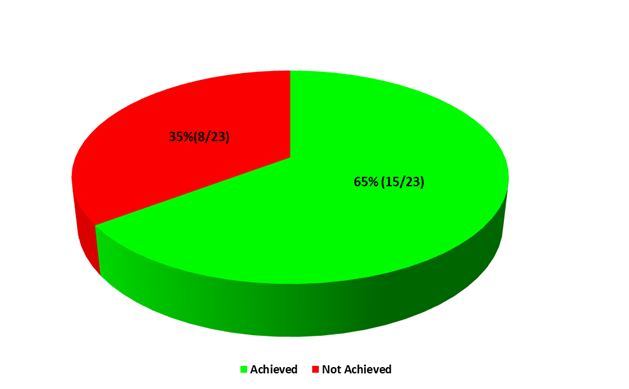 35%(8/23)
65% (15/23)
Achieved Not Achieved